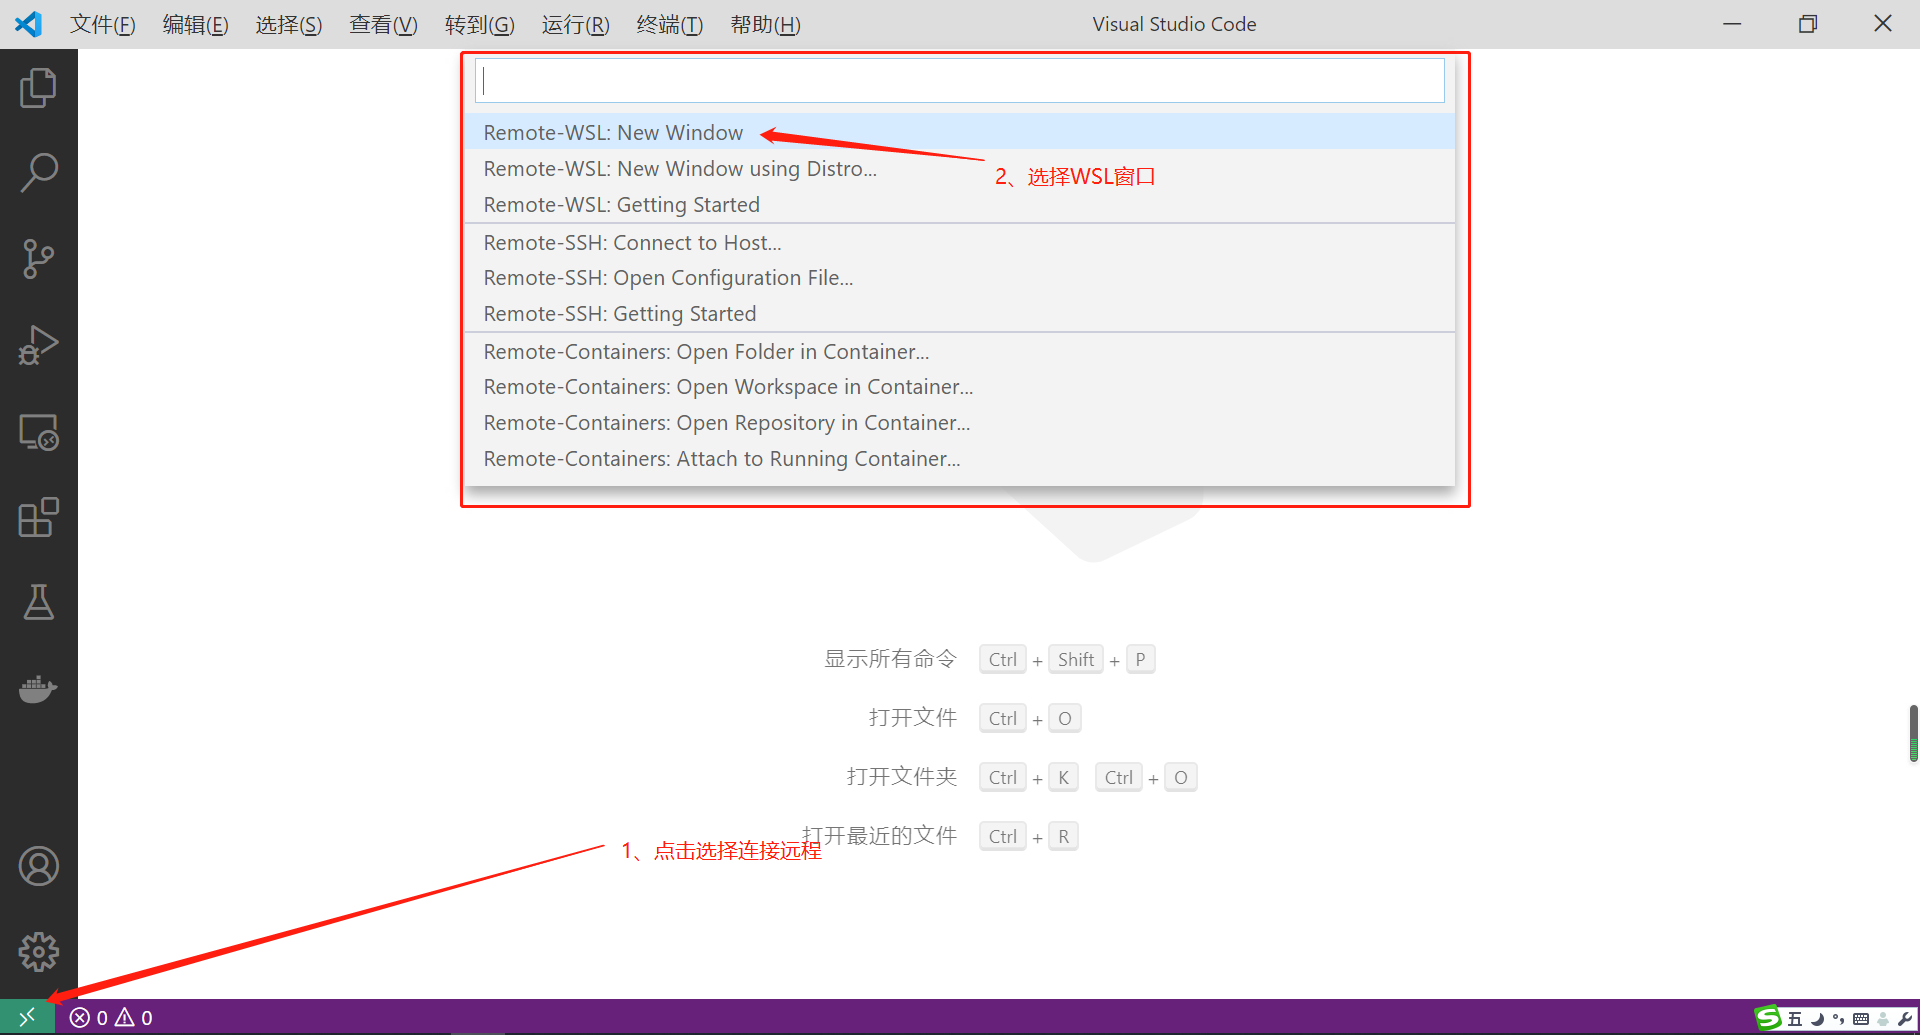 文件(F) 编辑(E) 选择(S) 查看(V) 转到(G) 运行(R) 终端(T) 帮助(H) Visual Studio Code
Remote-WSL: New Window
Remote-WSL: New Window using Distro...
2、选择WSL窗口
Remote-WSL: Getting Started
Remote-SSH: Connect to Host...
Remote-SSH: Open Configuration File...
Remote-SSH: Getting Started
Remote-Containers: Open Folder in Container...
Remote-Containers: Open Workspace in Container...
Remote-Containers: Open Repository in Container...
Remote-Containers: Attach to Running Container...
显示所有命令 Ctrl + Shift + P
打开文件 Ctrl + O
打开文件夹 Ctrl + K Ctrl + O
打开最近的文件 Ctrl + R
1、点击选择连接远程
0 0
S 五